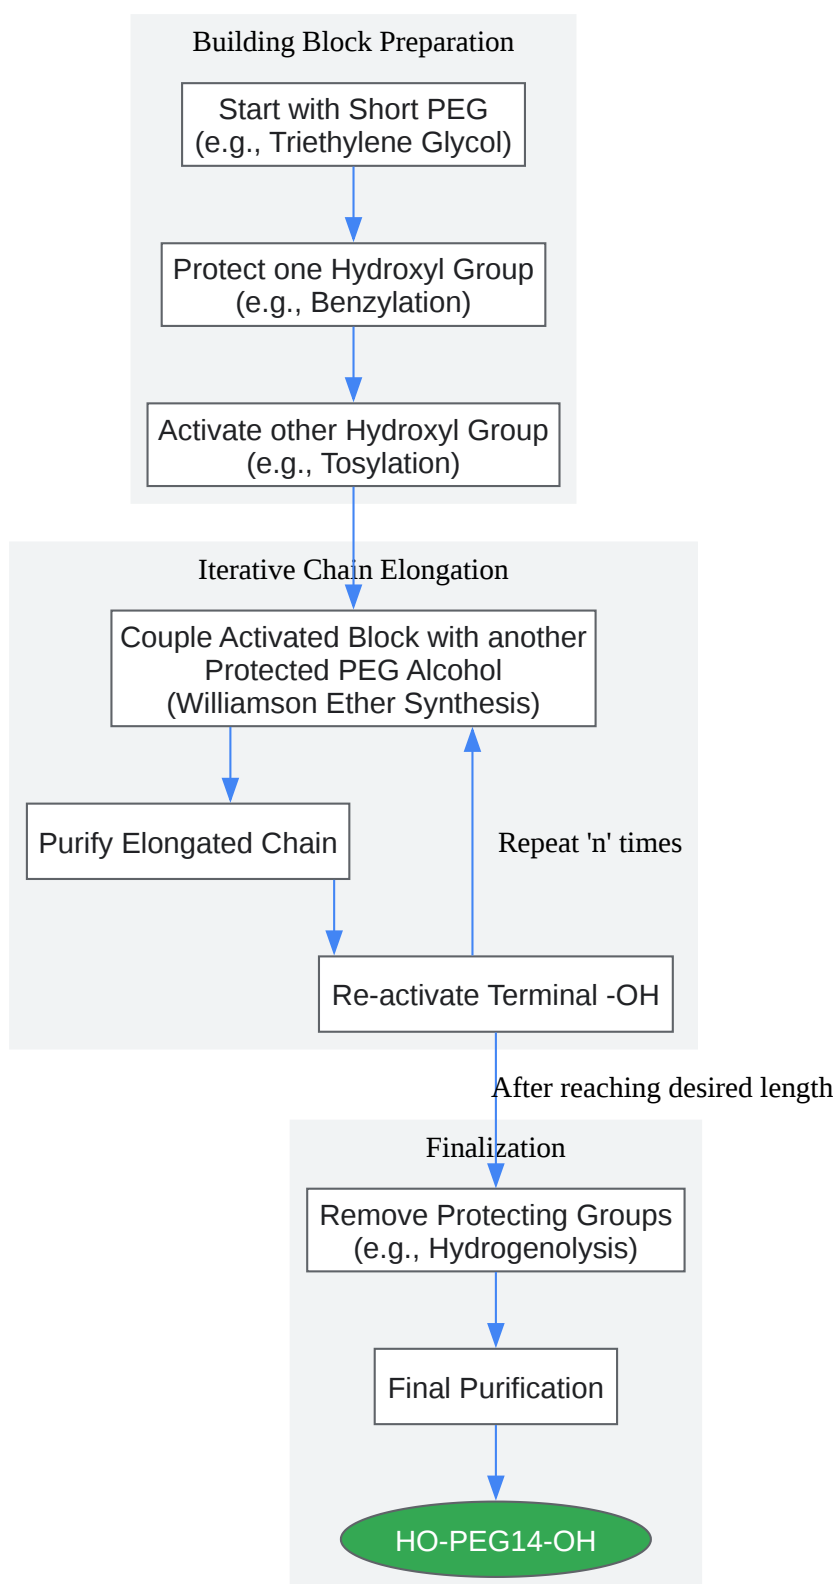 Building Block Preparation
Start with Short PEG
(e.g., Triethylene Glycol)
Protect one Hydroxyl Group
(e.g., Benzylation)
Activate other Hydroxyl Group
(e.g., Tosylation)
Iterative Chain Elongation
Couple Activated Block with another
Protected PEG Alcohol
(Williamson Ether Synthesis)
Purify Elongated Chain
Repeat 'n' times
Re-activate Terminal -OH
After reaching desired length
Finalization
Remove Protecting Groups
(e.g., Hydrogenolysis)
Final Purification
HO-PEG14-OH